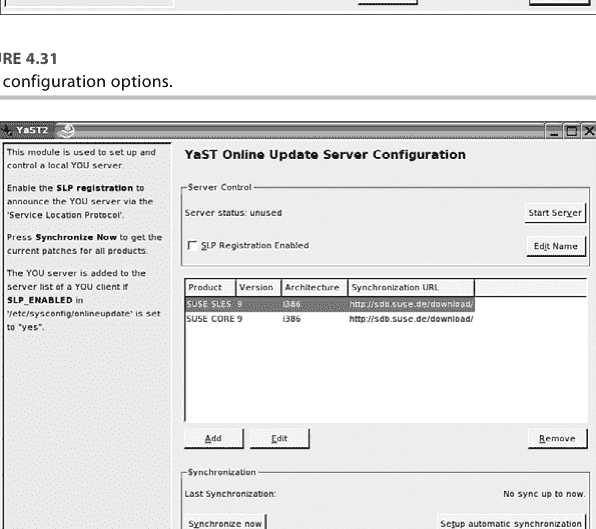 URE 4.31
configuration options.
YaST2
This module is used to set up and
control a local YOU server.
Enable the SLP registration to
announce the YOU server via the
'Service Location Protocol'.
Press Synchronize Now to get the
current patches for all products.
The YOU server is added to the
server list of a YOU client if
SLP_ENABLED in
'/etc/sysconfig/onlineupdate' is set
to "yes".
YaST Online Update Server Configuration
Server Control
Server status: unused
Start Server
SLP Registration Enabled
Edit Name
Product Version Architecture Synchronization URL
SUSE SLES 9 i386 http://sdb.suse.de/download/
SUSE CORE 9 i386 http://sdb.suse.de/download/
Add Edit Remove
Synchronization
Last Synchronization: No sync up to now.
Synchronize now Setup automatic synchronization